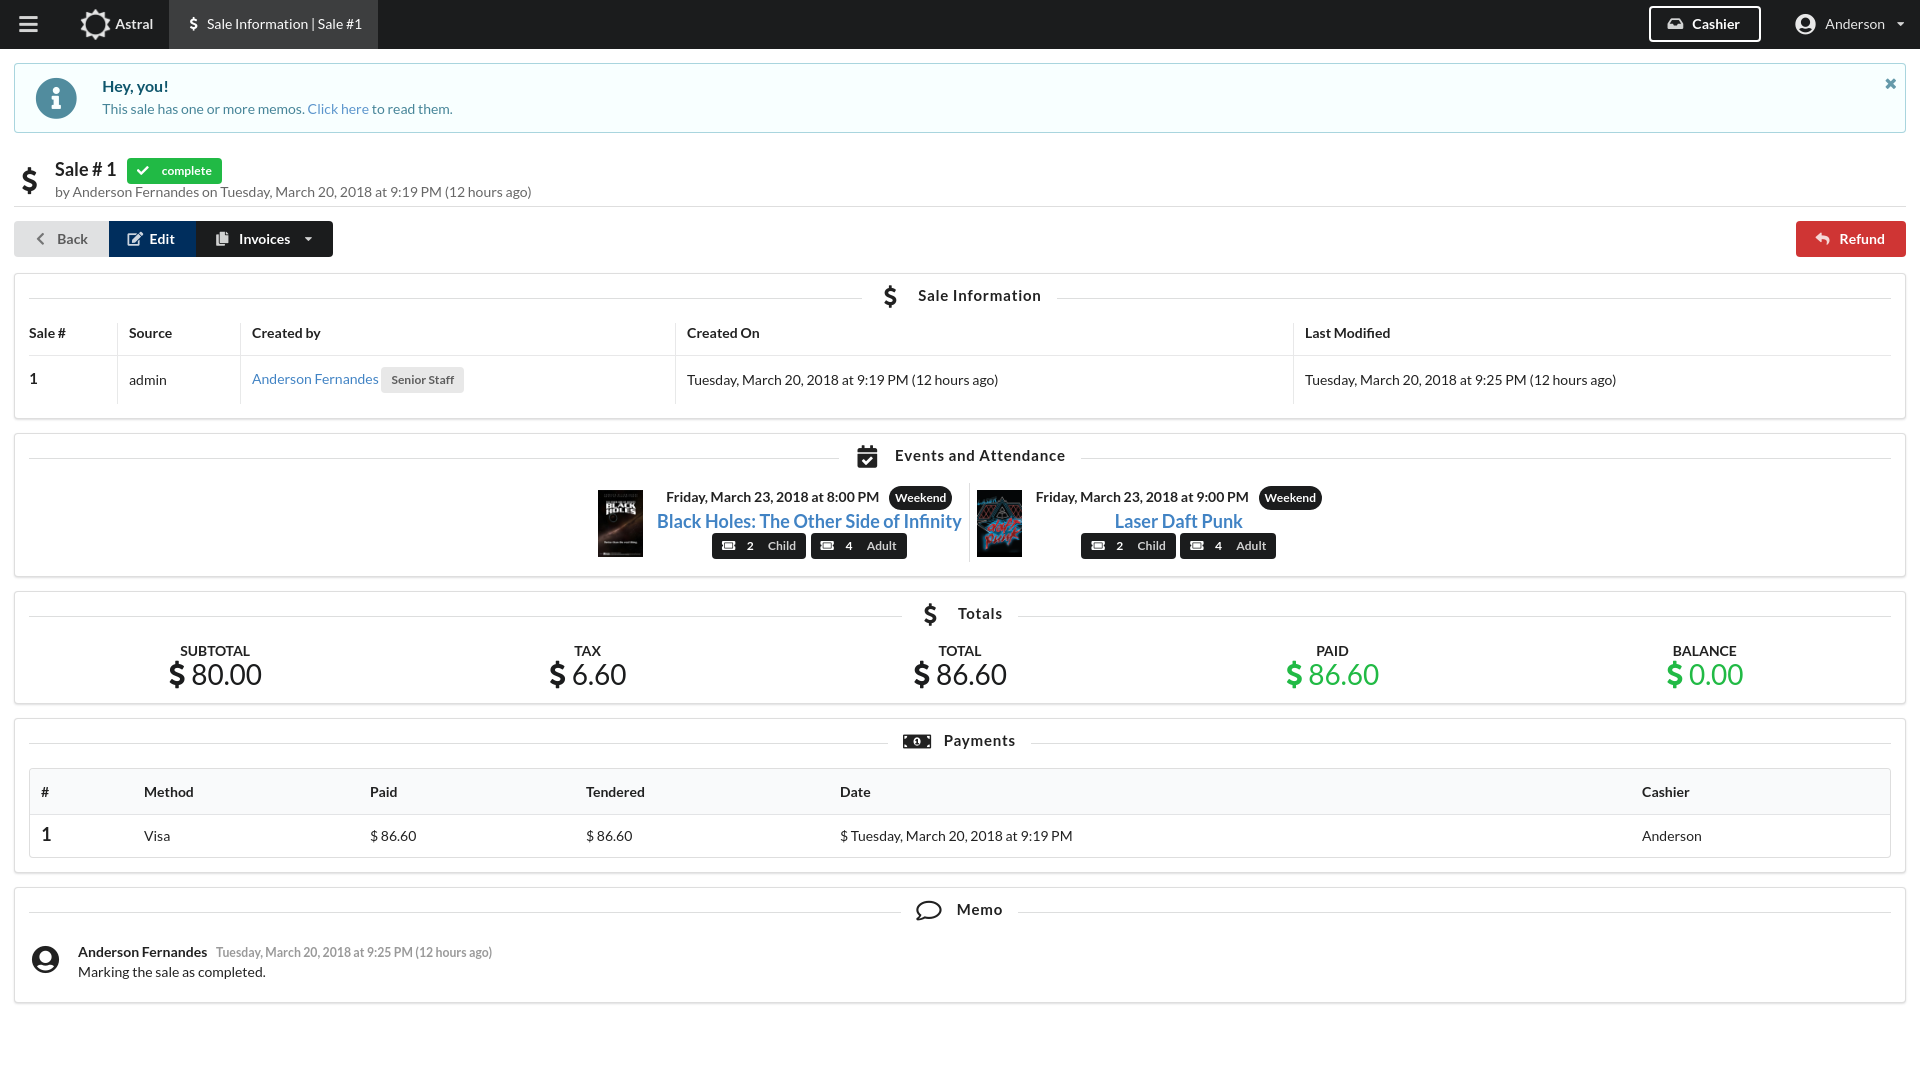 Astral
Sale Information | Sale #1
Cashier
Anderson
Hey, you!
This sale has one or more memos. Click here to read them.
Sale # 1 complete
by Anderson Fernandes on Tuesday, March 20, 2018 at 9:19 PM (12 hours ago)
Back Edit Invoices Refund
Sale Information
Sale # Source Created by Created On Last Modified
1 admin Anderson Fernandes Senior Staff Tuesday, March 20, 2018 at 9:19 PM (12 hours ago) Tuesday, March 20, 2018 at 9:25 PM (12 hours ago)
Events and Attendance
BLACK HOLES
Friday, March 23, 2018 at 8:00 PM Weekend
Black Holes: The Other Side of Infinity
2 Child 4 Adult
Friday, March 23, 2018 at 9:00 PM Weekend
Laser Daft Punk
2 Child 4 Adult
Totals
SUBTOTAL TAX TOTAL PAID BALANCE
$ 80.00 $ 6.60 $ 86.60 $ 86.60 $ 0.00
Payments
# Method Paid Tendered Date Cashier
1 Visa $ 86.60 $ 86.60 $ Tuesday, March 20, 2018 at 9:19 PM Anderson
Memo
Anderson Fernandes Tuesday, March 20, 2018 at 9:25 PM (12 hours ago)
Marking the sale as completed.